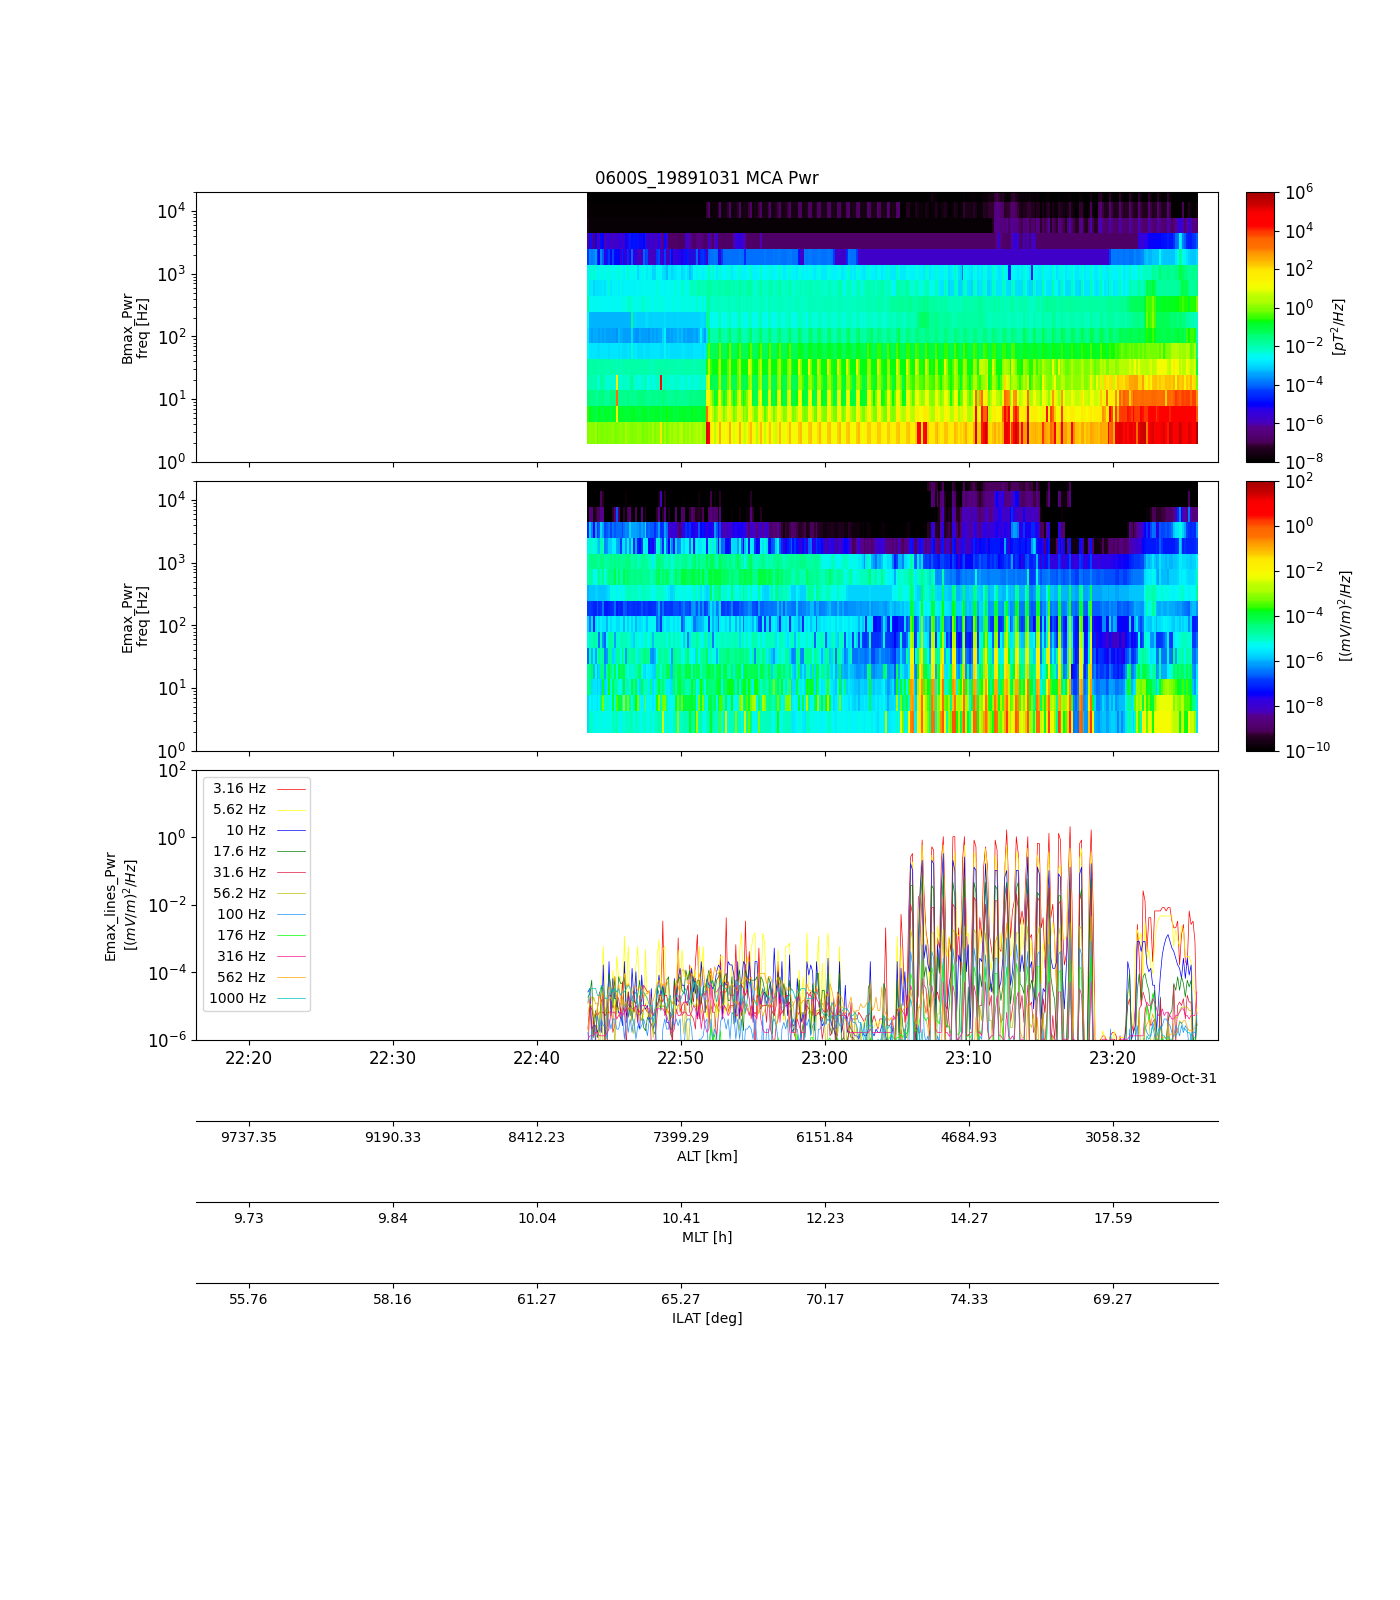 0600S_19891031 MCA Pwr
Bmax_Pwr
freq [Hz]
10^4
10^3
10^2
10^1
10^0
10^6
10^4
10^2
10^0
10^-2
10^-4
10^-6
10^-8
[pT^2/Hz]
Emax_Pwr
freq [Hz]
10^4
10^3
10^2
10^1
10^0
10^2
10^0
10^-2
10^-4
10^-6
10^-8
10^-10
[(mV/m)^2/Hz]
Emax_lines_Pwr
[(mV/m)^2/Hz]
10^2
10^0
10^-2
10^-4
10^-6
3.16 Hz
5.62 Hz
10 Hz
17.6 Hz
31.6 Hz
56.2 Hz
100 Hz
176 Hz
316 Hz
562 Hz
1000 Hz
22:20 22:30 22:40 22:50 23:00 23:10 23:20
1989-Oct-31
9737.35 9190.33 8412.23 7399.29 6151.84 4684.93 3058.32
ALT [km]
9.73 9.84 10.04 10.41 12.23 14.27 17.59
MLT [h]
55.76 58.16 61.27 65.27 70.17 74.33 69.27
ILAT [deg]